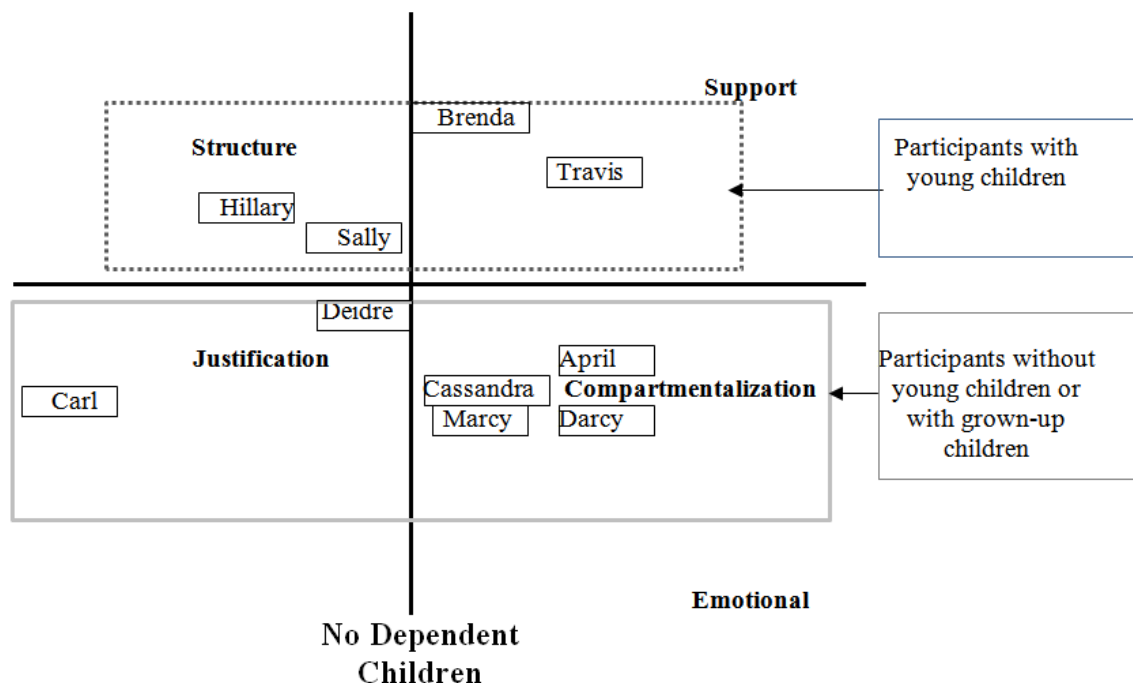 Support
Brenda
Structure
Travis
Hillary
Sally
Participants with
young children
Deidre
Justification
April
Cassandra
Compartmentalization
Carl
Marcy
Darcy
Participants without
young children or
with grown-up
children
Emotional
No Dependent
Children